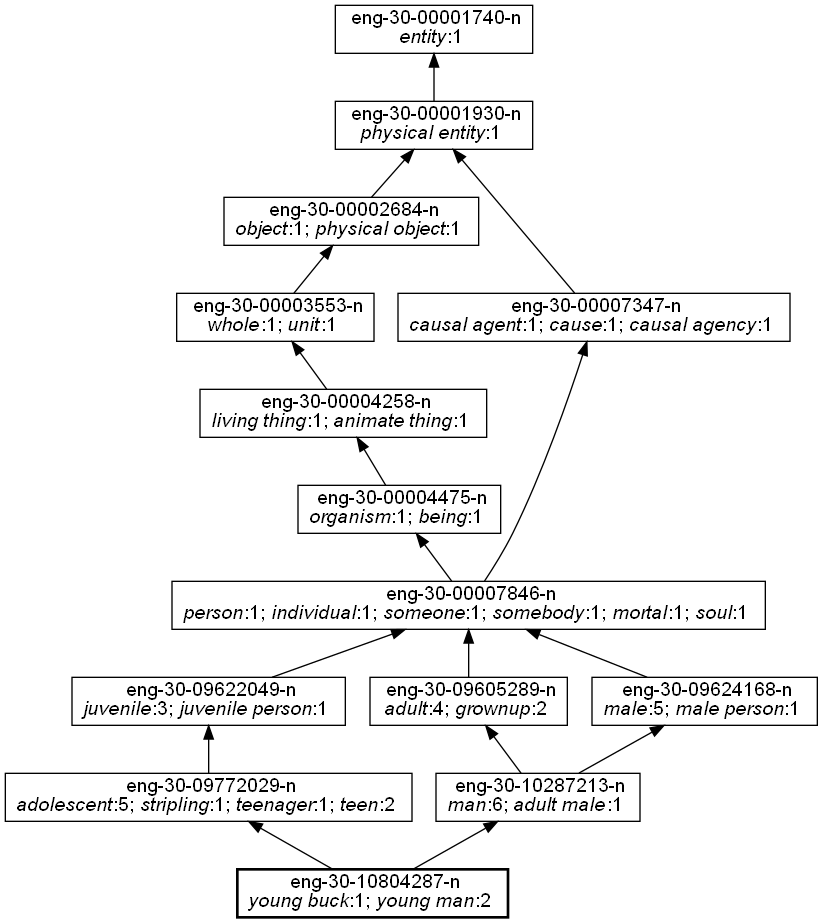 eng-30-00001740-n
entity:1
eng-30-00001930-n
physical entity:1
eng-30-00002684-n
object:1; physical object:1
eng-30-00003553-n
whole:1; unit:1
eng-30-00007347-n
causal agent:1; cause:1; causal agency:1
eng-30-00004258-n
living thing:1; animate thing:1
eng-30-00004475-n
organism:1; being:1
eng-30-00007846-n
person:1; individual:1; someone:1; somebody:1; mortal:1; soul:1
eng-30-09622049-n
juvenile:3; juvenile person:1
eng-30-09605289-n
adult:4; grownup:2
eng-30-09624168-n
male:5; male person:1
eng-30-09772029-n
adolescent:5; stripling:1; teenager:1; teen:2
eng-30-10287213-n
man:6; adult male:1
eng-30-10804287-n
young buck:1; young man:2